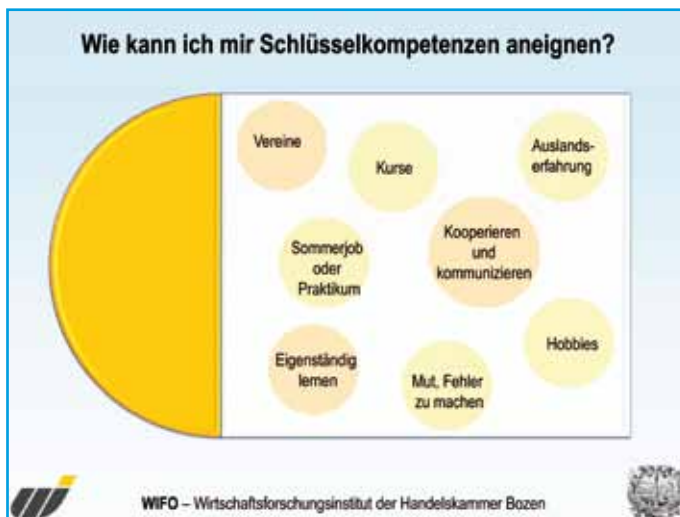 Wie kann ich mir Schlüsselkompetenzen aneignen?
Vereine
Kurse
Auslands-
erfahrung
Sommerjob
oder
Praktikum
Kooperieren
und
kommunizieren
Eigenständig
lernen
Mut, Fehler
zu machen
Hobbies
WIFO – Wirtschaftsforschungsinstitut der Handelskammer Bozen